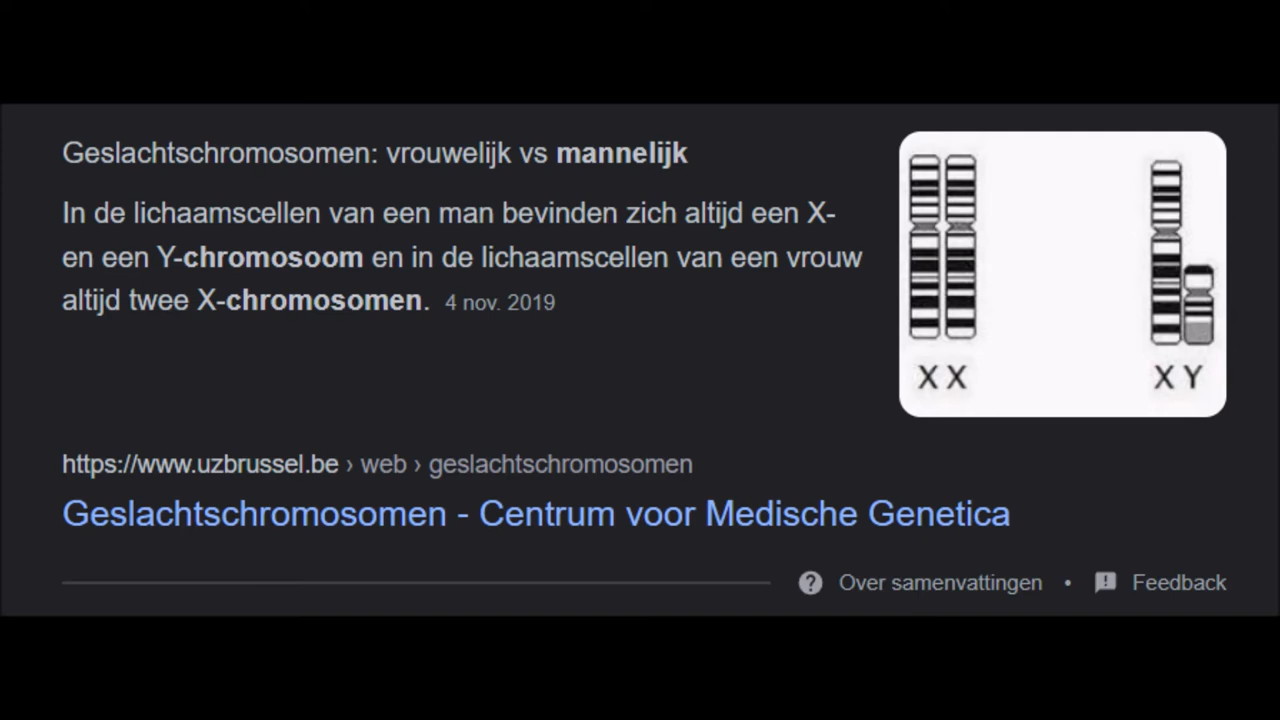 Geslachtschromosomen: vrouwelijk vs mannelijk
In de lichaamscellen van een man bevinden zich altijd een X-
en een Y-chromosoom en in de lichaamscellen van een vrouw
altijd twee X-chromosomen. 4 nov. 2019
X X X Y
https://www.uzbrussel.be › web › geslachtschromosomen
Geslachtschromosomen - Centrum voor Medische Genetica
Over samenvattingen • Feedback